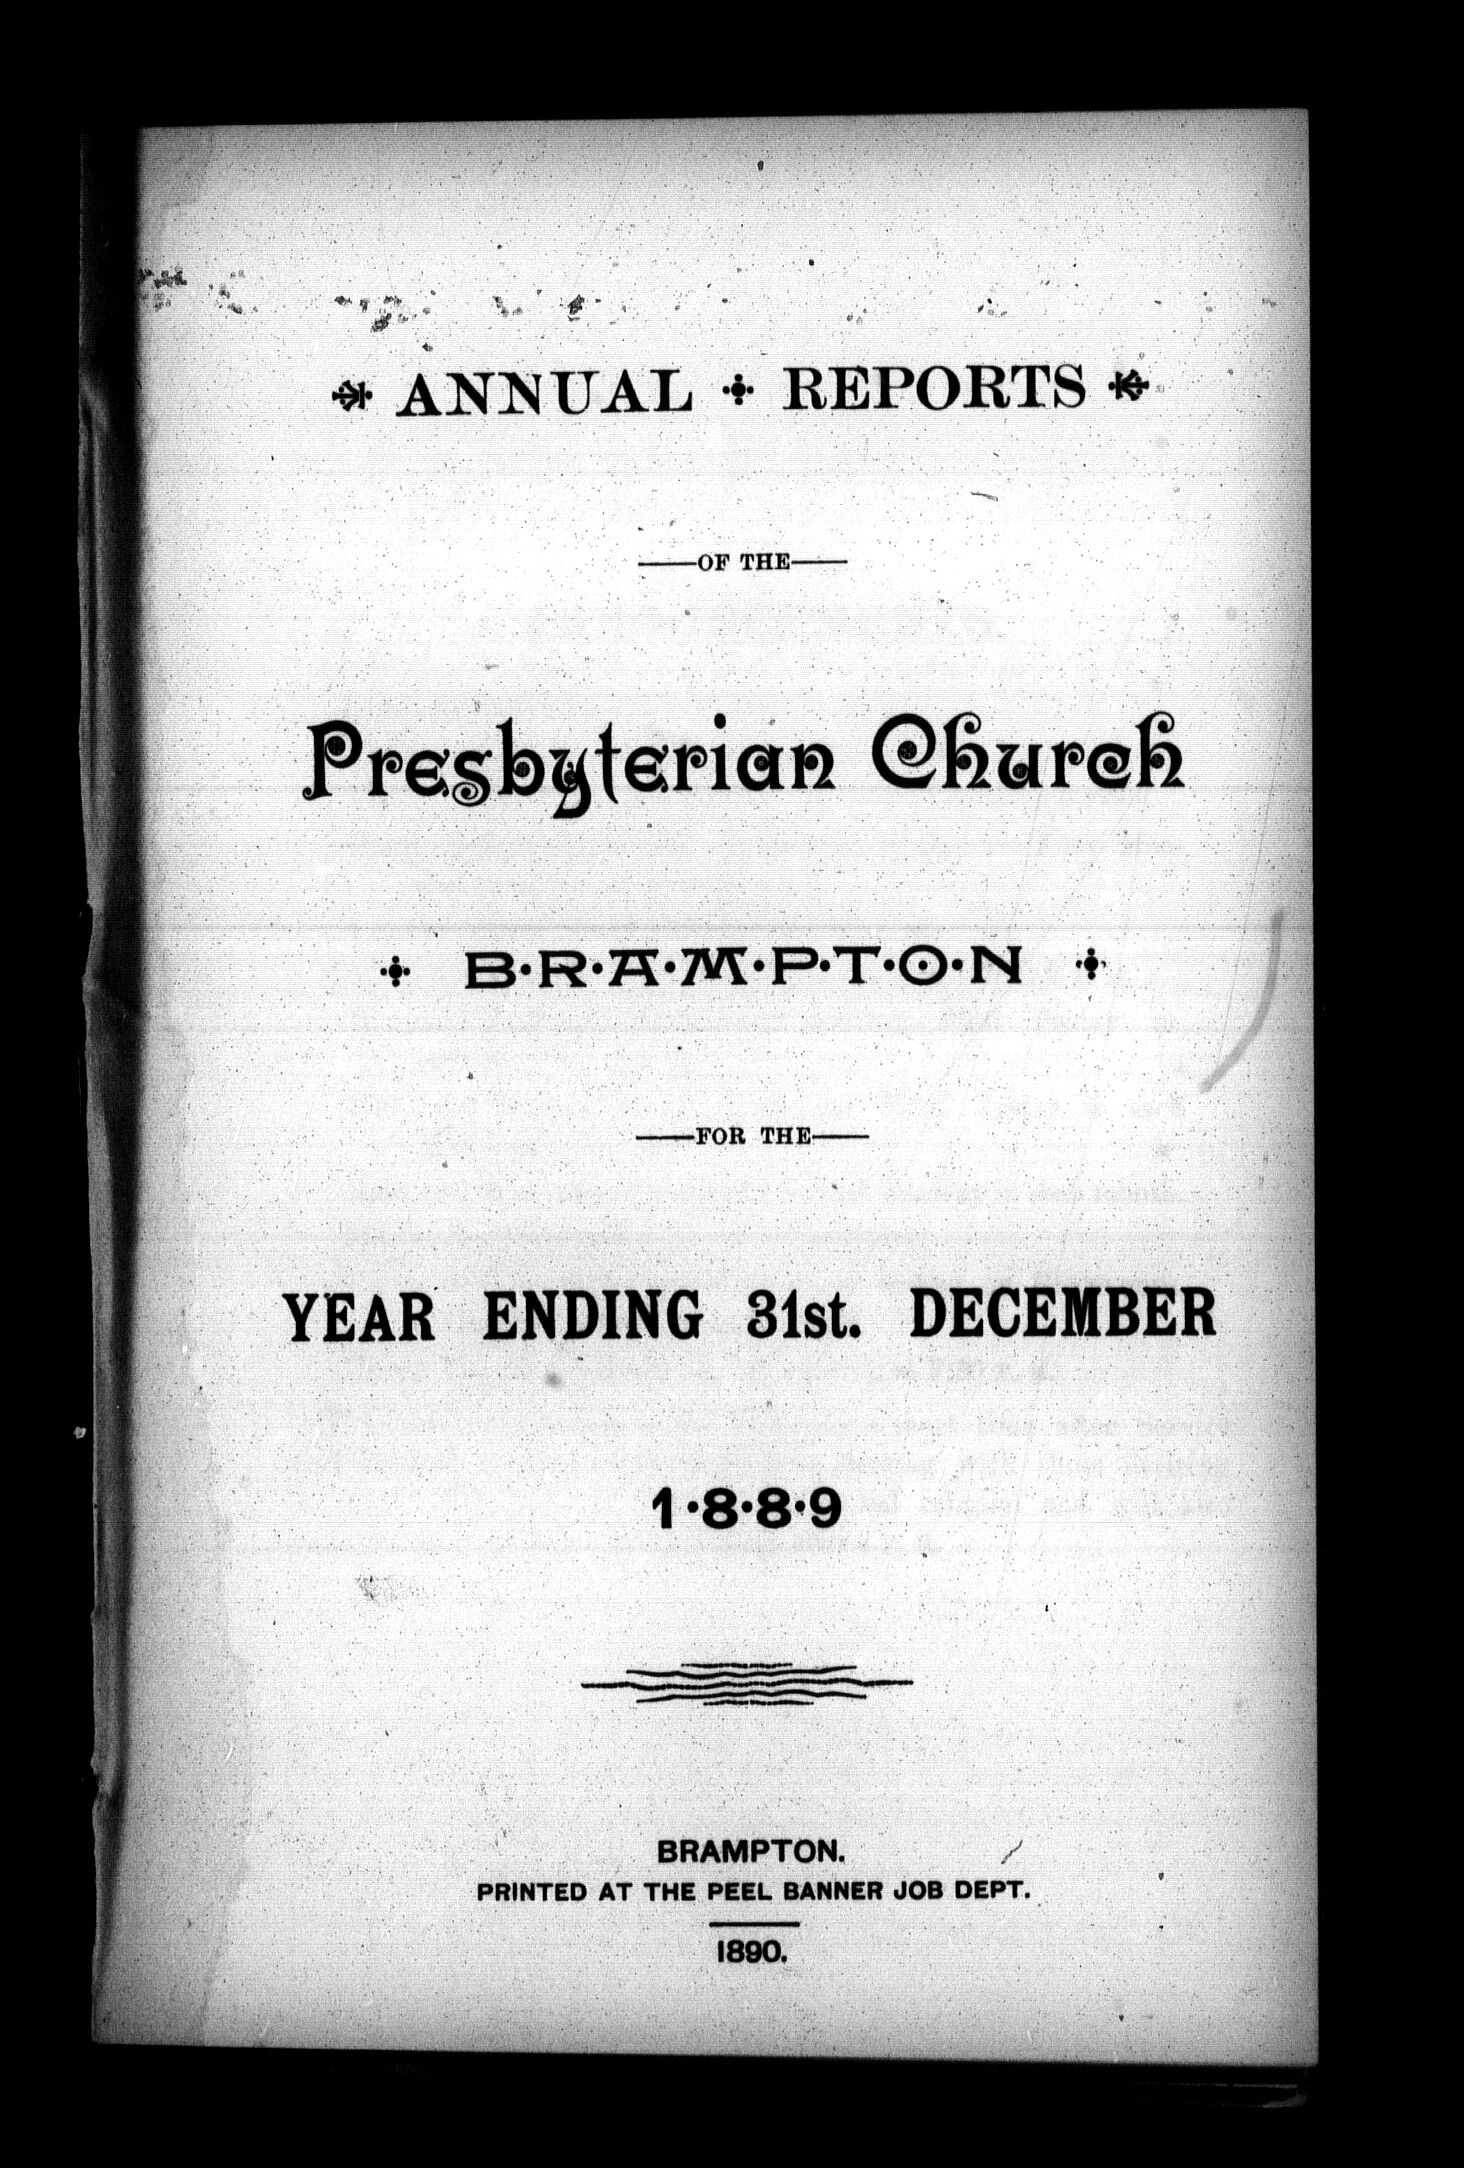 ANNUAL REPORTS
OF THE
Presbyterian Church
B·R·A·M·P·T·O·N
FOR THE
YEAR ENDING 31st. DECEMBER
1·8·8·9
BRAMPTON.
PRINTED AT THE PEEL BANNER JOB DEPT.
1890.